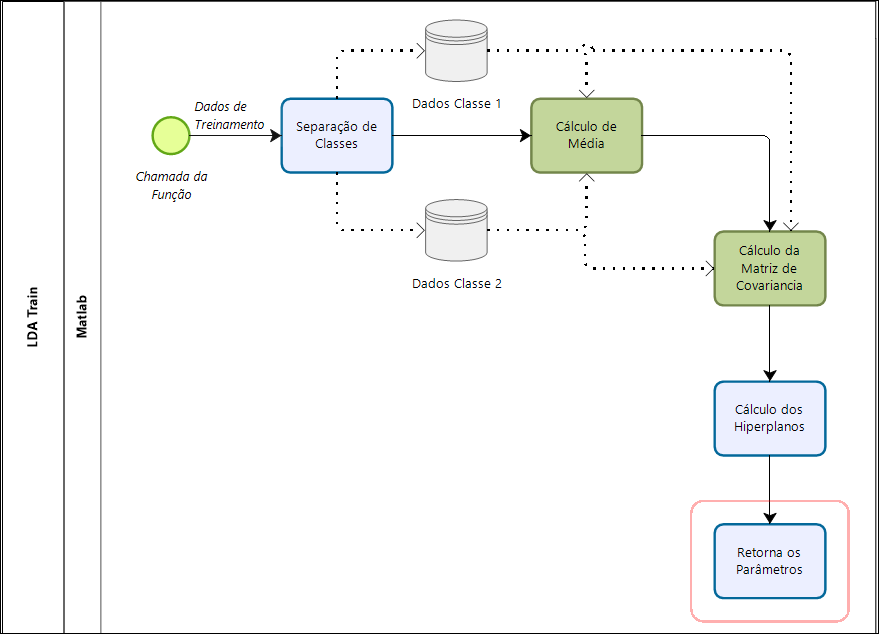 LDA Train
Matlab
Chamada da
Função
Dados de
Treinamento
Separação de
Classes
Dados Classe 1
Dados Classe 2
Cálculo de
Média
Cálculo da
Matriz de
Covariancia
Cálculo dos
Hiperplanos
Retorna os
Parâmetros